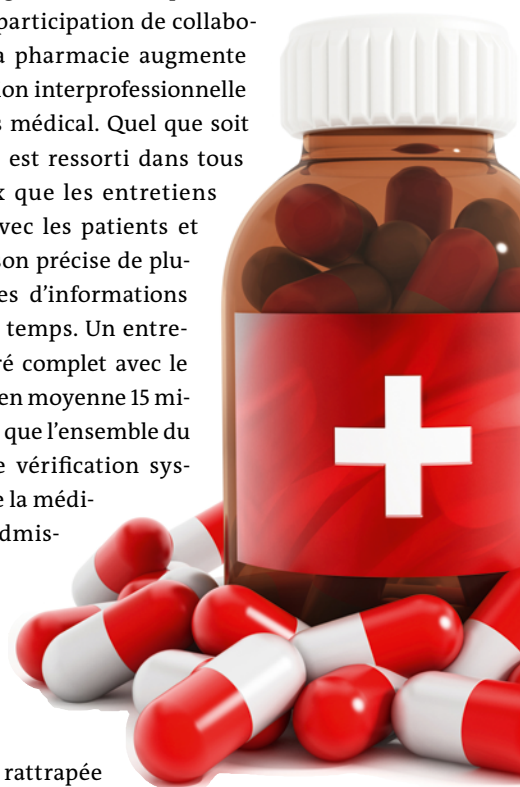 participation de collabo-
a pharmacie augmente
ion interprofessionnelle
s médical. Quel que soit
est ressorti dans tous
x que les entretiens
vec les patients et
son précise de plu-
es d'informations
temps. Un entre-
ré complet avec le
en moyenne 15 mi-
que l'ensemble du
e vérification sys-
e la médi-
dmis-
rattrapée